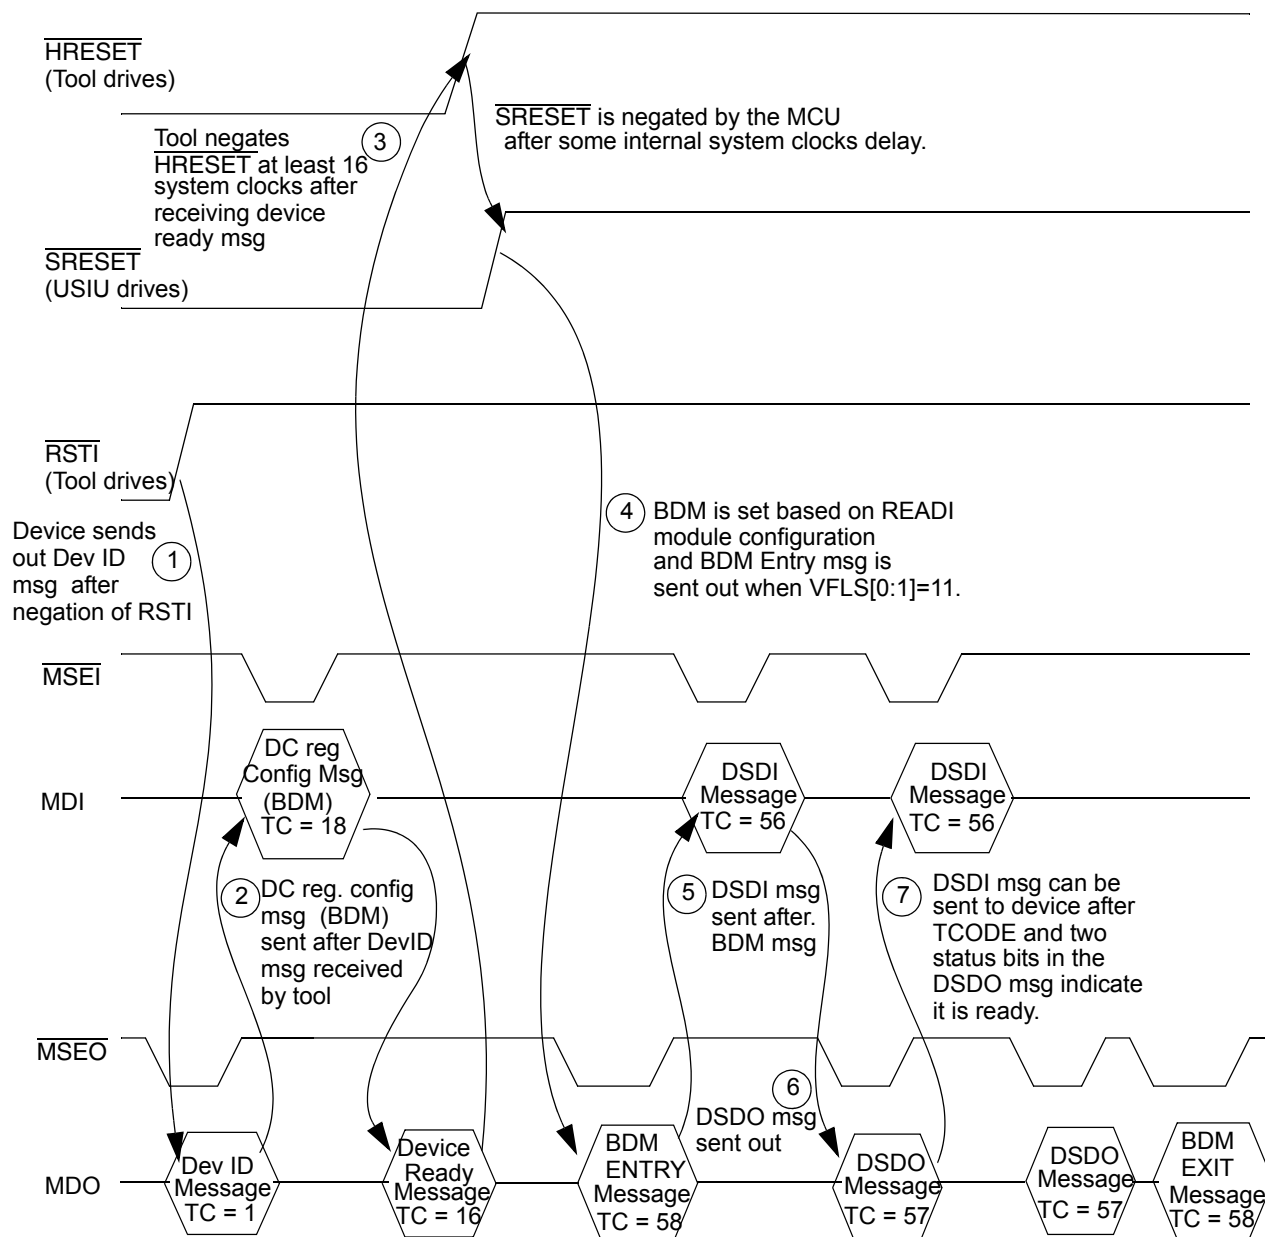 HRESET
(Tool drives)
Tool negates
HRESET at least 16
system clocks after
receiving device
ready msg
3
SRESET is negated by the MCU
after some internal system clocks delay.
SRESET
(USIU drives)
RSTI
(Tool drives)
Device sends
out Dev ID
msg after
negation of RSTI
1
4
BDM is set based on READI
module configuration
and BDM Entry msg is
sent out when VFLS[0:1]=11.
MSEI
MDI
DC reg
Config Msg
(BDM)
TC = 18
DSDI
Message
TC = 56
DSDI
Message
TC = 56
2
DC reg. config
msg (BDM)
sent after DevID
msg received
by tool
5
DSDI msg
sent after.
BDM msg
7
DSDI msg can be
sent to device after
TCODE and two
status bits in the
DSDO msg indicate
it is ready.
MSEO
6
DSDO msg
sent out
MDO
Dev ID
Message
TC = 1
Device
Ready
Message
TC = 16
BDM
ENTRY
Message
TC = 58
DSDO
Message
TC = 57
DSDO
Message
TC = 57
BDM
EXIT
Message
TC = 58